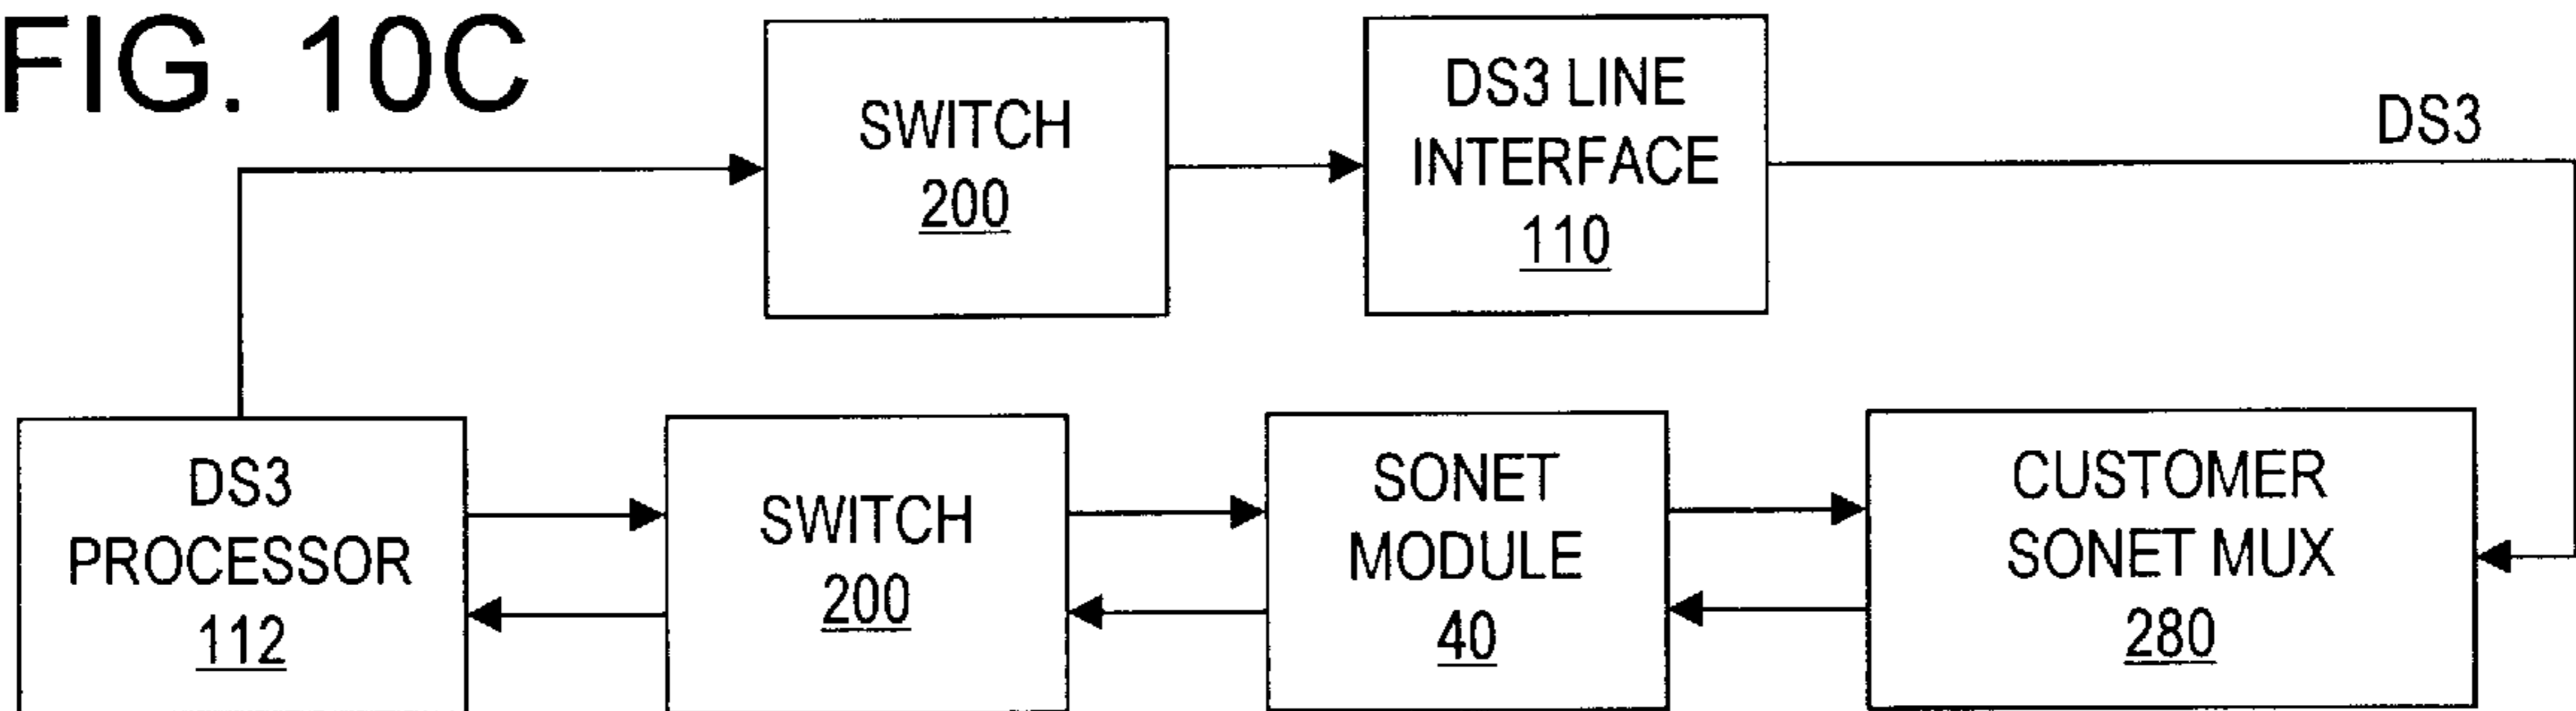 FIG. 10C
SWITCH
200
DS3 LINE
INTERFACE
110
DS3
DS3
PROCESSOR
112
SWITCH
200
SONET
MODULE
40
CUSTOMER
SONET MUX
280